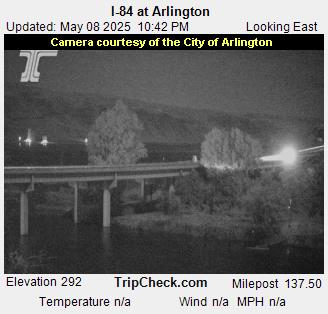 I-84 at Arlington
Updated: May 08 2025 10:42 PM Looking East
Camera courtesy of the City of Arlington
Elevation 292 TripCheck.com Milepost 137.50
Temperature n/a Wind n/a MPH n/a